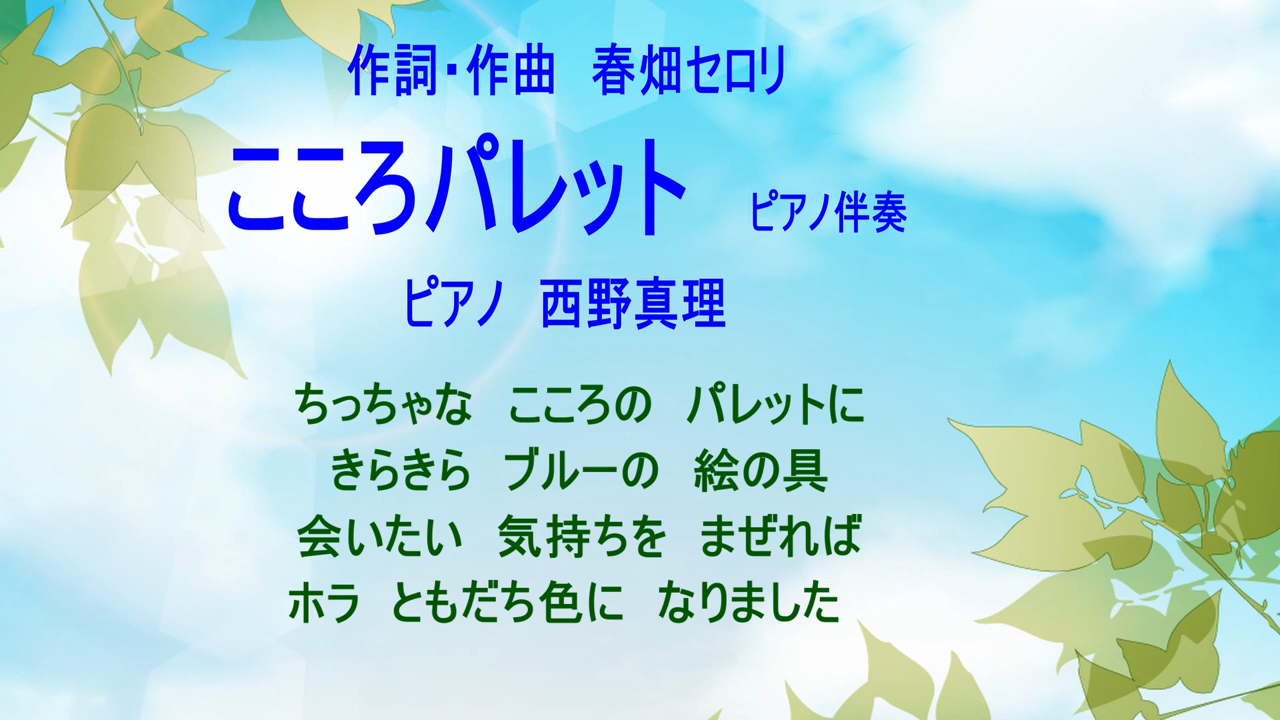 作詞・作曲　春畑セロリ
こころパレット　ピアノ伴奏
ピアノ　西野真理
ちっちゃな　こころの　パレットに
きらきら　ブルーの　絵の具
会いたい　気持ちを　まぜれば
ホラ　ともだち色に　なりました